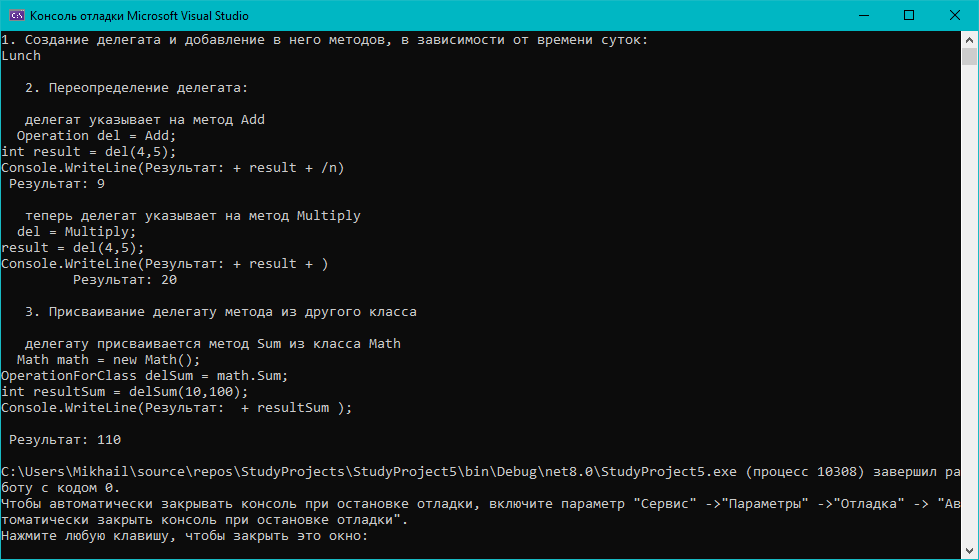 Консоль отладки Microsoft Visual Studio
1. Создание делегата и добавление в него методов, в зависимости от времени суток:
Lunch
2. Переопределение делегата:
делегат указывает на метод Add
Operation del = Add;
int result = del(4,5);
Console.WriteLine(Результат: + result + /n)
Результат: 9
теперь делегат указывает на метод Multiply
del = Multiply;
result = del(4,5);
Console.WriteLine(Результат: + result + )
Результат: 20
3. Присваивание делегату метода из другого класса
делегату присваивается метод Sum из класса Math
Math math = new Math();
OperationForClass delSum = math.Sum;
int resultSum = delSum(10,100);
Console.WriteLine(Результат:  + resultSum );
Результат: 110
C:\Users\Mikhail\source\repos\StudyProjects\StudyProject5\bin\Debug\net8.0\StudyProject5.exe (процесс 10308) завершил ра
боту с кодом 0.
Чтобы автоматически закрывать консоль при остановке отладки, включите параметр "Сервис" ->"Параметры" ->"Отладка" -> "Ав
томатически закрыть консоль при остановке отладки".
Нажмите любую клавишу, чтобы закрыть это окно: